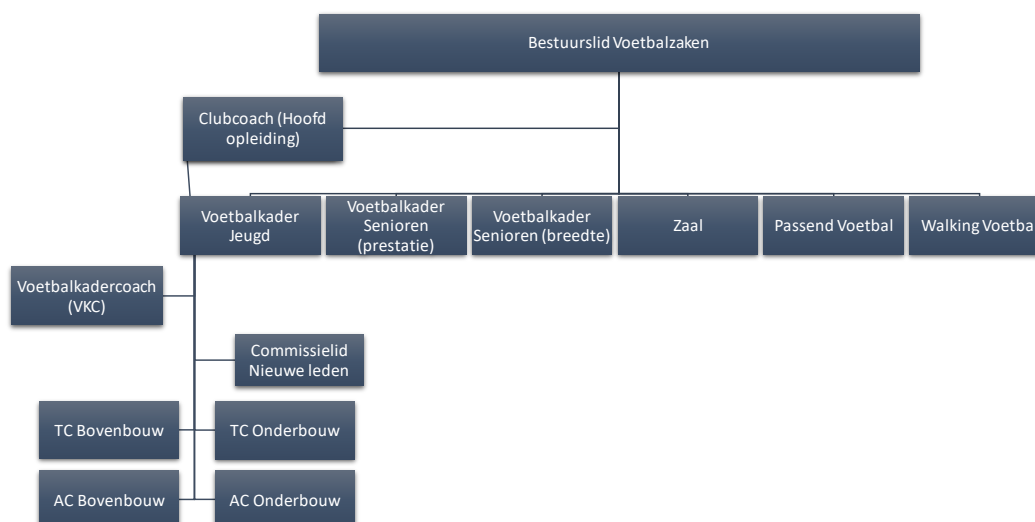 Bestuurslid Voetbalzaken
Clubcoach (Hoofd
opleiding)
Voetbalkader
Jeugd
Voetbalkader
Senioren
(prestatie)
Voetbalkader
Senioren (breedte)
Zaal
Passend Voetbal
Walking Voetba
Voetbalkadercoach
(VKC)
Commissielid
Nieuwe leden
TC Bovenbouw
TC Onderbouw
AC Bovenbouw
AC Onderbouw